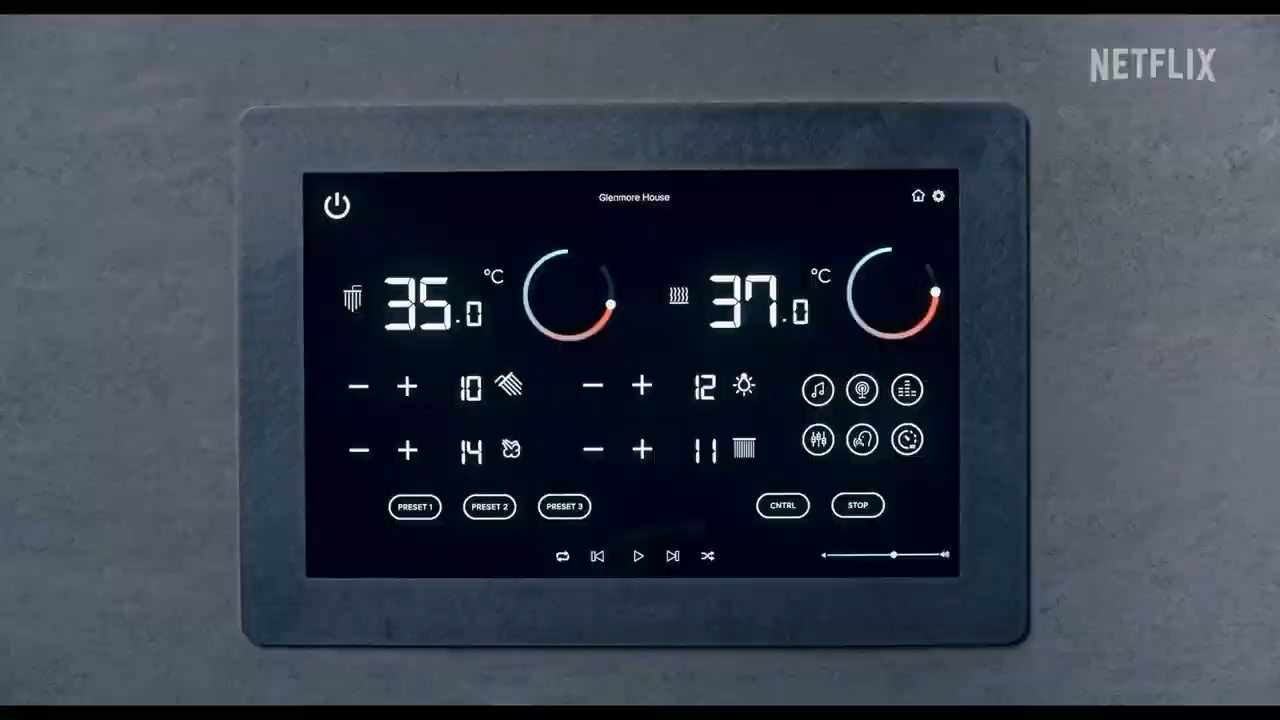 NETFLIX
Glenmore House
35.0 °C
37.0 °C
10
12
14
11
PRESET 1 PRESET 2 PRESET 3 CNTRL STOP